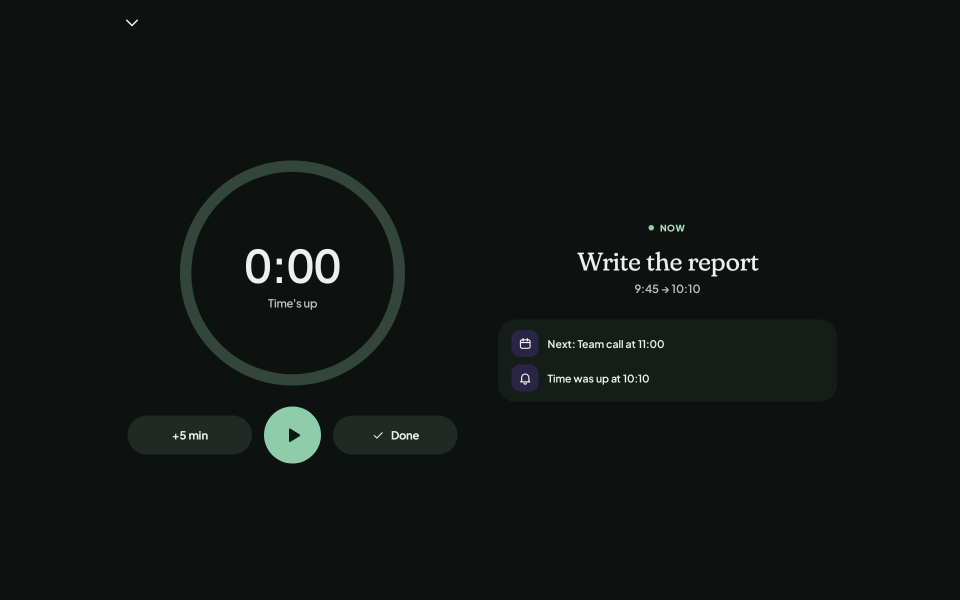 0:00
Time's up
+5 min
Done
NOW
Write the report
9:45 → 10:10
Next: Team call at 11:00
Time was up at 10:10